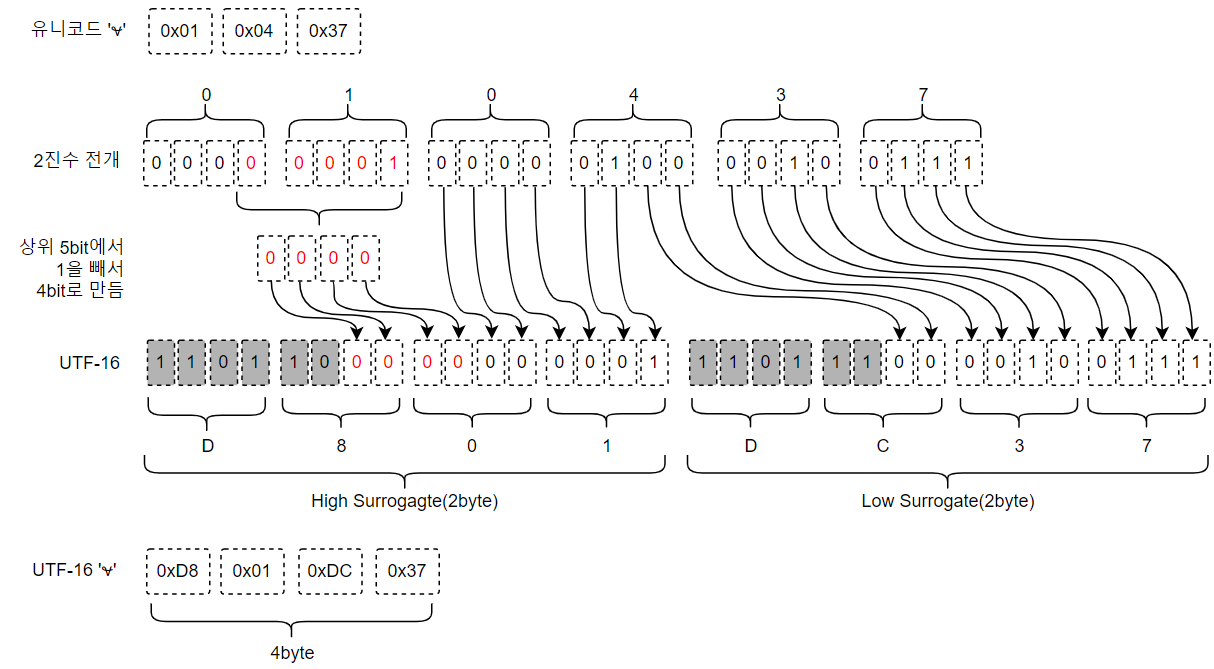 유니코드 '𐐷' 0x01 0x04 0x37
0 1 0 4 3 7
2진수 전개 0 0 0 0 0 0 0 1 0 0 0 0 0 1 0 0 0 0 1 0 0 1 1 1
상위 5bit에서
1을 빼서
4bit로 만듬
0 0 0 0
UTF-16 1 1 0 1 1 0 0 0 0 0 0 0 0 0 0 1 1 1 0 1 1 1 0 0 0 0 1 0 0 1 1 1
D 8 0 1 D C 3 7
High Surrogagte(2byte) Low Surrogate(2byte)
UTF-16 '𐐷' 0xD8 0x01 0xDC 0x37
4byte